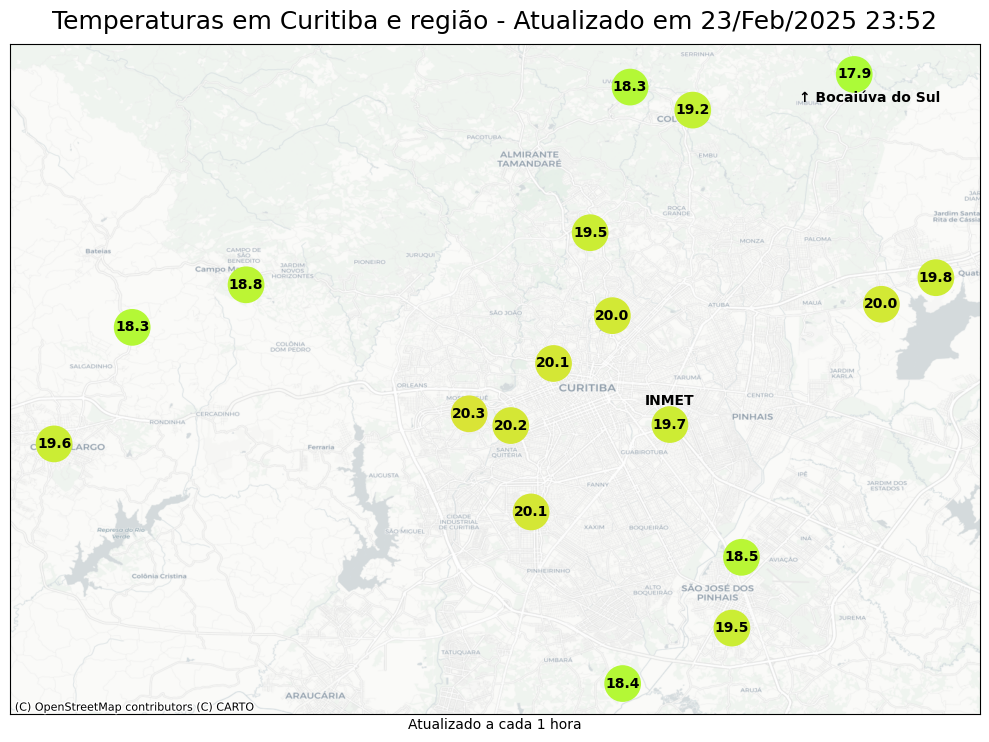 Temperaturas em Curitiba e região - Atualizado em 23/Feb/2025 23:52
SERRINHA
17.9
18.3
↑ Bocaiúva do Sul
19.2
PACOTUBA
ALMIRANTE
TAMANDARÉ
EMBU
ROÇA
GRANDE
Jardim Santa
Rita de Cássia
19.5
MONZA
PALOMA
Bateias
CAMPO DE
SÃO
BENEDITO
JURUQUI
PIONEIRO
JARDIM
NOVOS
HORIZONTES
19.8
18.8
20.0
ATUBA
MAUÁ
SÃO JOÃO
20.0
18.3
COLÔNIA
DOM PEDRO
20.1
SALGADINHO
JARDIM
KARLA
TARUMÃ
ORLEANS
CURITIBA
CENTRO
INMET
20.3
CERCADINHO
PINHAIS
RONDINHA
20.2
19.7
19.6
LARGO
Ferraria
SANTA
QUITÉRIA
GUABIROTUBA
AUGUSTA
IPÊ
FANNY
JARDIM DOS
ESTADOS I
20.1
CIDADE
INDUSTRIAL
DE CURITIBA
XAXIM
BOQUEIRÃO
SÃO MIGUEL
Represa do Rio
Verde
INÁ
18.5
AVIAÇÃO
PINHEIRINHO
Colônia Cristina
ALTO
BOQUEIRÃO
SÃO JOSÉ DOS
PINHAIS
JUREMA
19.5
TATUQUARA
UMBARÁ
18.4
ARUJÁ
ARAUCÁRIA
(C) OpenStreetMap contributors (C) CARTO
Atualizado a cada 1 hora